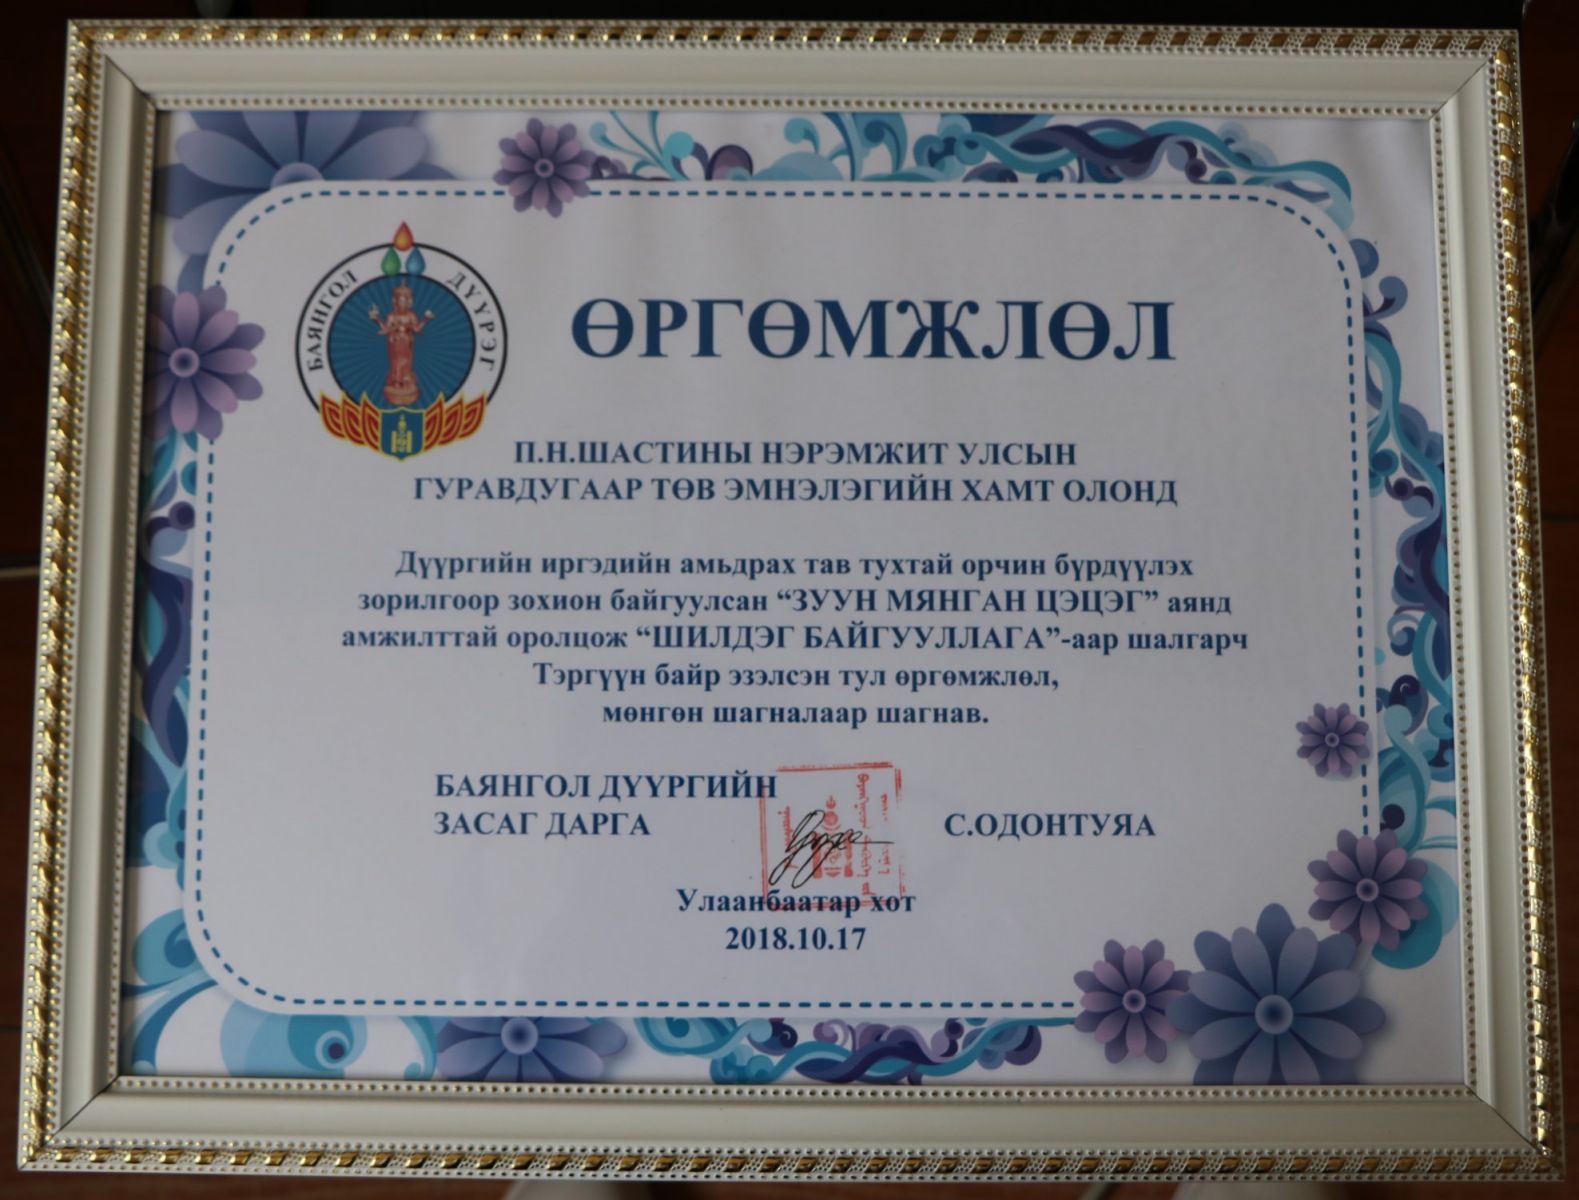 БАЯНГОЛ ДҮҮРЭГ
ӨРГӨМЖЛӨЛ
П.Н.ШАСТИНЫ НЭРЭМЖИТ УЛСЫН
ГУРАВДУГААР ТӨВ ЭМНЭЛЭГИЙН ХАМТ ОЛОНД
Дүүргийн иргэдийн амьдрах тав тухтай орчин бүрдүүлэх
зорилгоор зохион байгуулсан “ЗУУН МЯНГАН ЦЭЦЭГ” аянд
амжилттай оролцож “ШИЛДЭГ БАЙГУУЛЛАГА”-аар шалгарч
Тэргүүн байр эзэлсэн тул өргөмжлөл,
мөнгөн шагналаар шагнав.
БАЯНГОЛ ДҮҮРГИЙН
ЗАСАГ ДАРГА С.ОДОНТУЯА
Улаанбаатар хот
2018.10.17